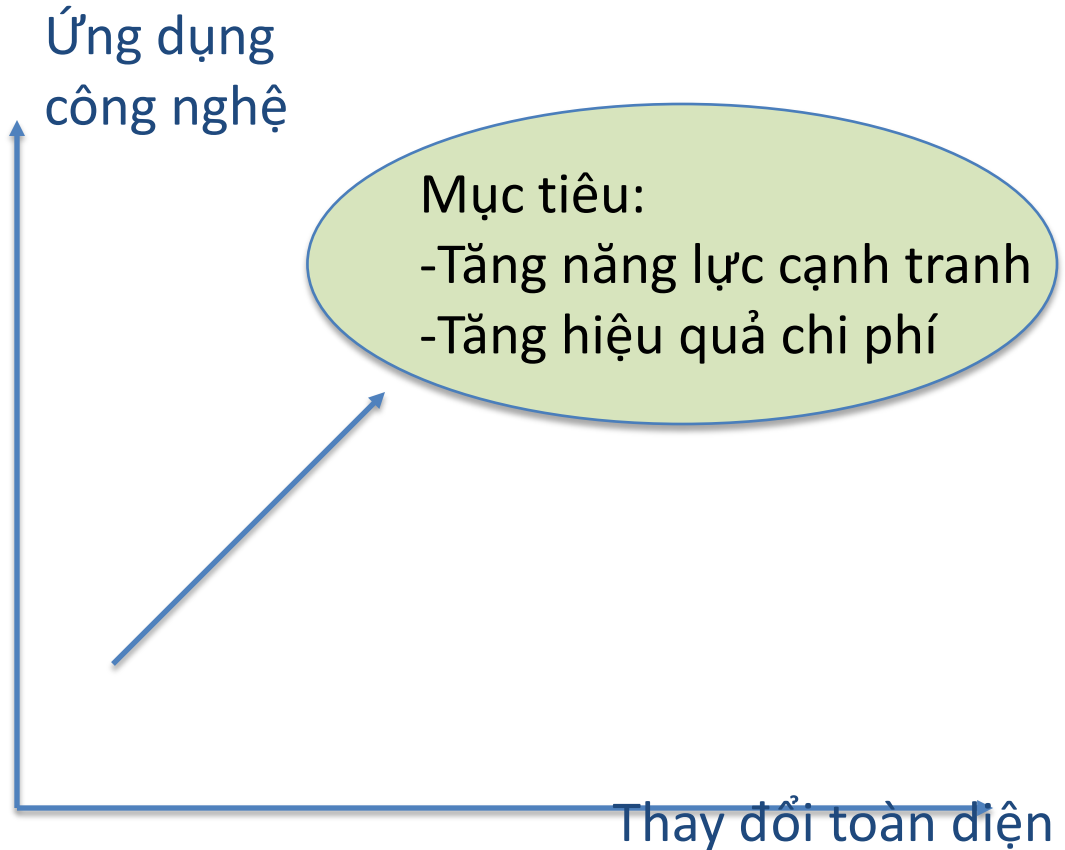 Ứng dụng
công nghệ
Mục tiêu:
-Tăng năng lực cạnh tranh
-Tăng hiệu quả chi phí
Thay đổi toàn diện